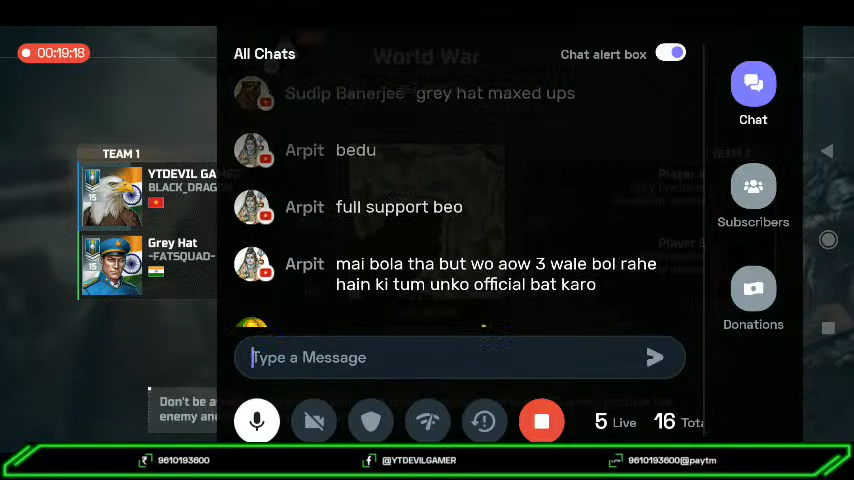 00:19:18
All Chats
World War
Chat alert box
Sudip Banerjee grey hat maxed ups
Chat
Arpit bedu
TEAM 1
YTDEVIL GA
BLACK_DRAG
15
Subscribers
Arpit full support beo
Grey Hat
-FATSQUAD-
15
Arpit mai bola tha but wo aow 3 wale bol rahe
hain ki tum unko official bat karo
Donations
Type a Message
Don't be a
enemy and
5 Live 16 Tota
9610193600
@YTDEVILGAMER
9610193600@paytm